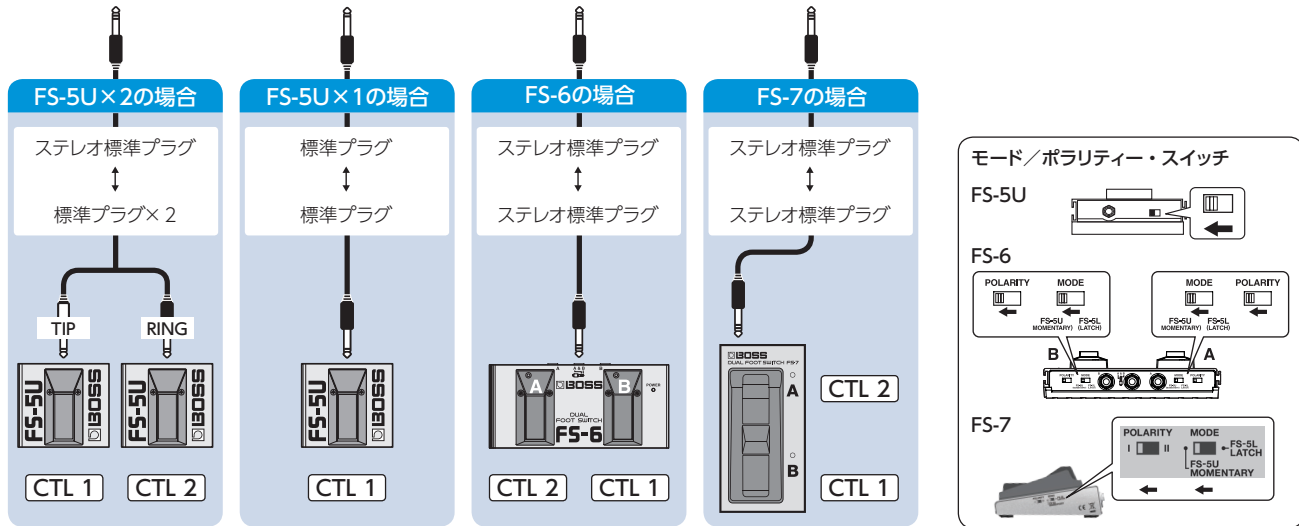 FS-5U×2の場合
ステレオ標準プラグ
標準プラグ×2
TIP
RING
FS-5U
BOSS
FS-5U
BOSS
CTL 1
CTL 2
FS-5U×1の場合
標準プラグ
標準プラグ
FS-5U
BOSS
CTL 1
FS-6の場合
ステレオ標準プラグ
ステレオ標準プラグ
A A&B B
A
BOSS
B
POWER
DUAL
FOOT SWITCH
FS-6
CTL 2
CTL 1
FS-7の場合
ステレオ標準プラグ
ステレオ標準プラグ
BOSS
DUAL FOOT SWITCH FS-7
A
CTL 2
B
CTL 1
モード／ポラリティー・スイッチ
FS-5U
FS-6
POLARITY MODE
FS-5U FS-5L
MOMENTARY) (LATCH)
B
MODE POLARITY
FS-5U FS-5L
MOMENTARY) (LATCH)
A
POLARITY MODE
MODE POLARITY
FS-7
POLARITY MODE
I II
FS-5L
LATCH
FS-5U
MOMENTARY